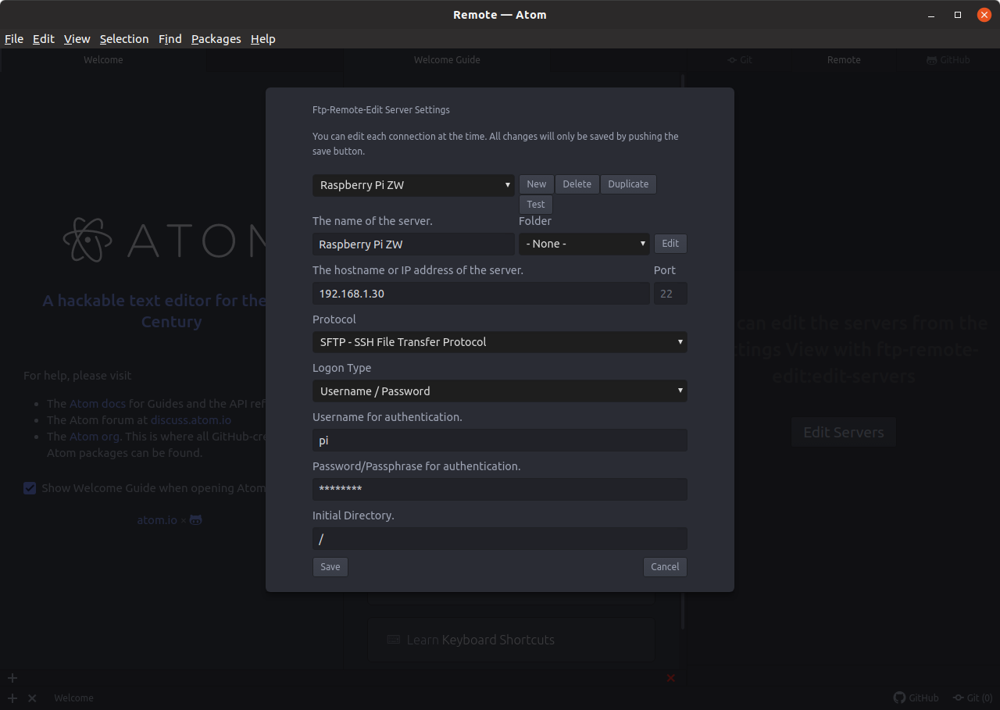 Remote — Atom
File Edit View Selection Find Packages Help
Welcome
Welcome Guide
Git
Remote
GitHub
ATOM
A hackable text editor for the
Century
For help, please visit
• The Atom docs for Guides and the API ref
• The Atom forum at discuss.atom.io
• The Atom org. This is where all GitHub-cre
Atom packages can be found.
Show Welcome Guide when opening Atom
atom.io ×
Ftp-Remote-Edit Server Settings
You can edit each connection at the time. All changes will only be saved by pushing the
save button.
Raspberry Pi ZW
New Delete Duplicate
Test
The name of the server. Folder
Raspberry Pi ZW - None - Edit
The hostname or IP address of the server. Port
192.168.1.30 22
Protocol
SFTP - SSH File Transfer Protocol
Logon Type
Username / Password
Username for authentication.
pi
Password/Passphrase for authentication.
********
Initial Directory.
/
Save Cancel
Learn Keyboard Shortcuts
can edit the servers from the
ttings View with ftp-remote-
edit:edit-servers
Edit Servers
Welcome
GitHub Git (0)